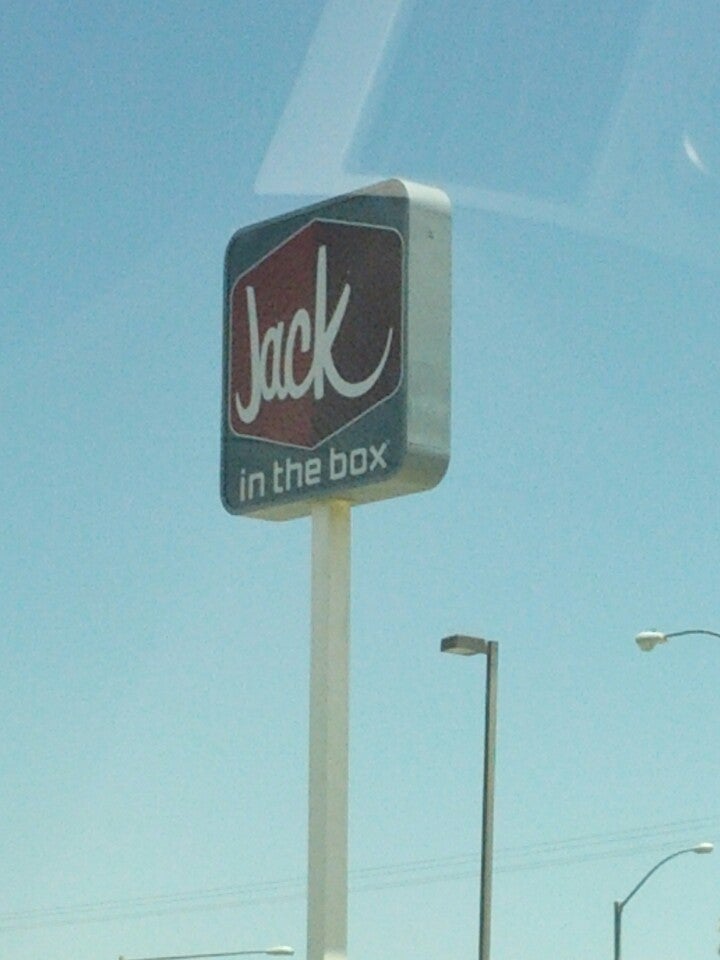 Jack
in the box